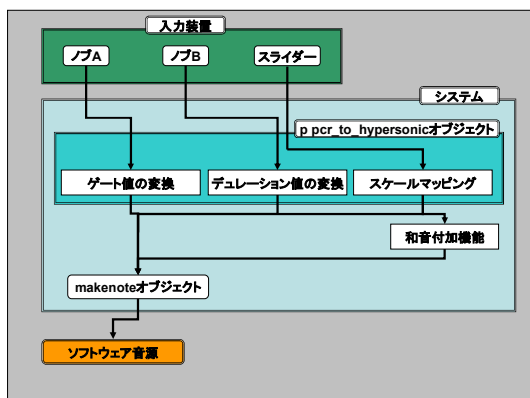 入力装置
ノブA
ノブB
スライダー
システム
p pcr_to_hypersonicオブジェクト
ゲート値の変換
デュレーション値の変換
スケールマッピング
和音付加機能
makenoteオブジェクト
ソフトウェア音源